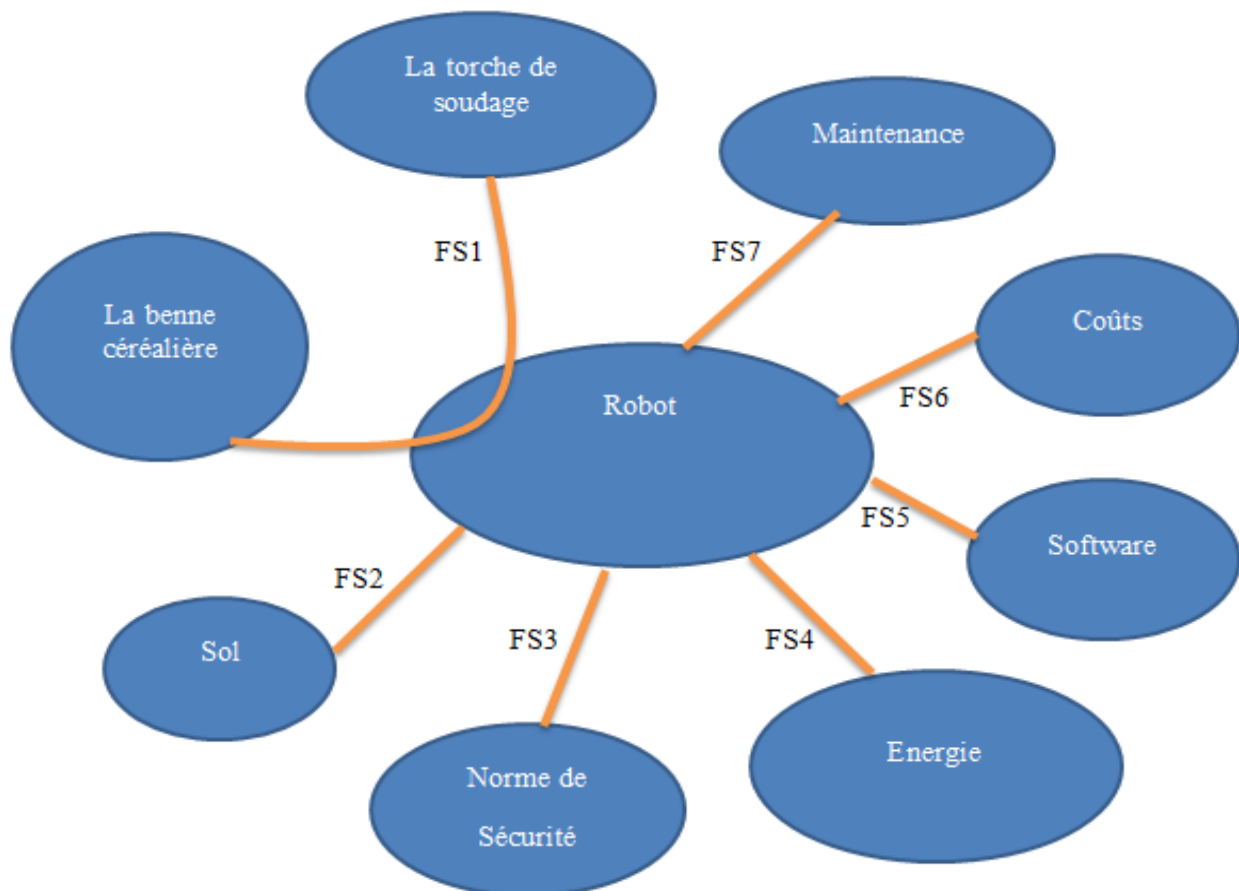 La torche de
soudage
Maintenance
FS1
FS7
La benne
céréalière
Coûts
Robot
FS6
FS5
Software
FS2
Sol
FS3
FS4
Energie
Norme de
Sécurité